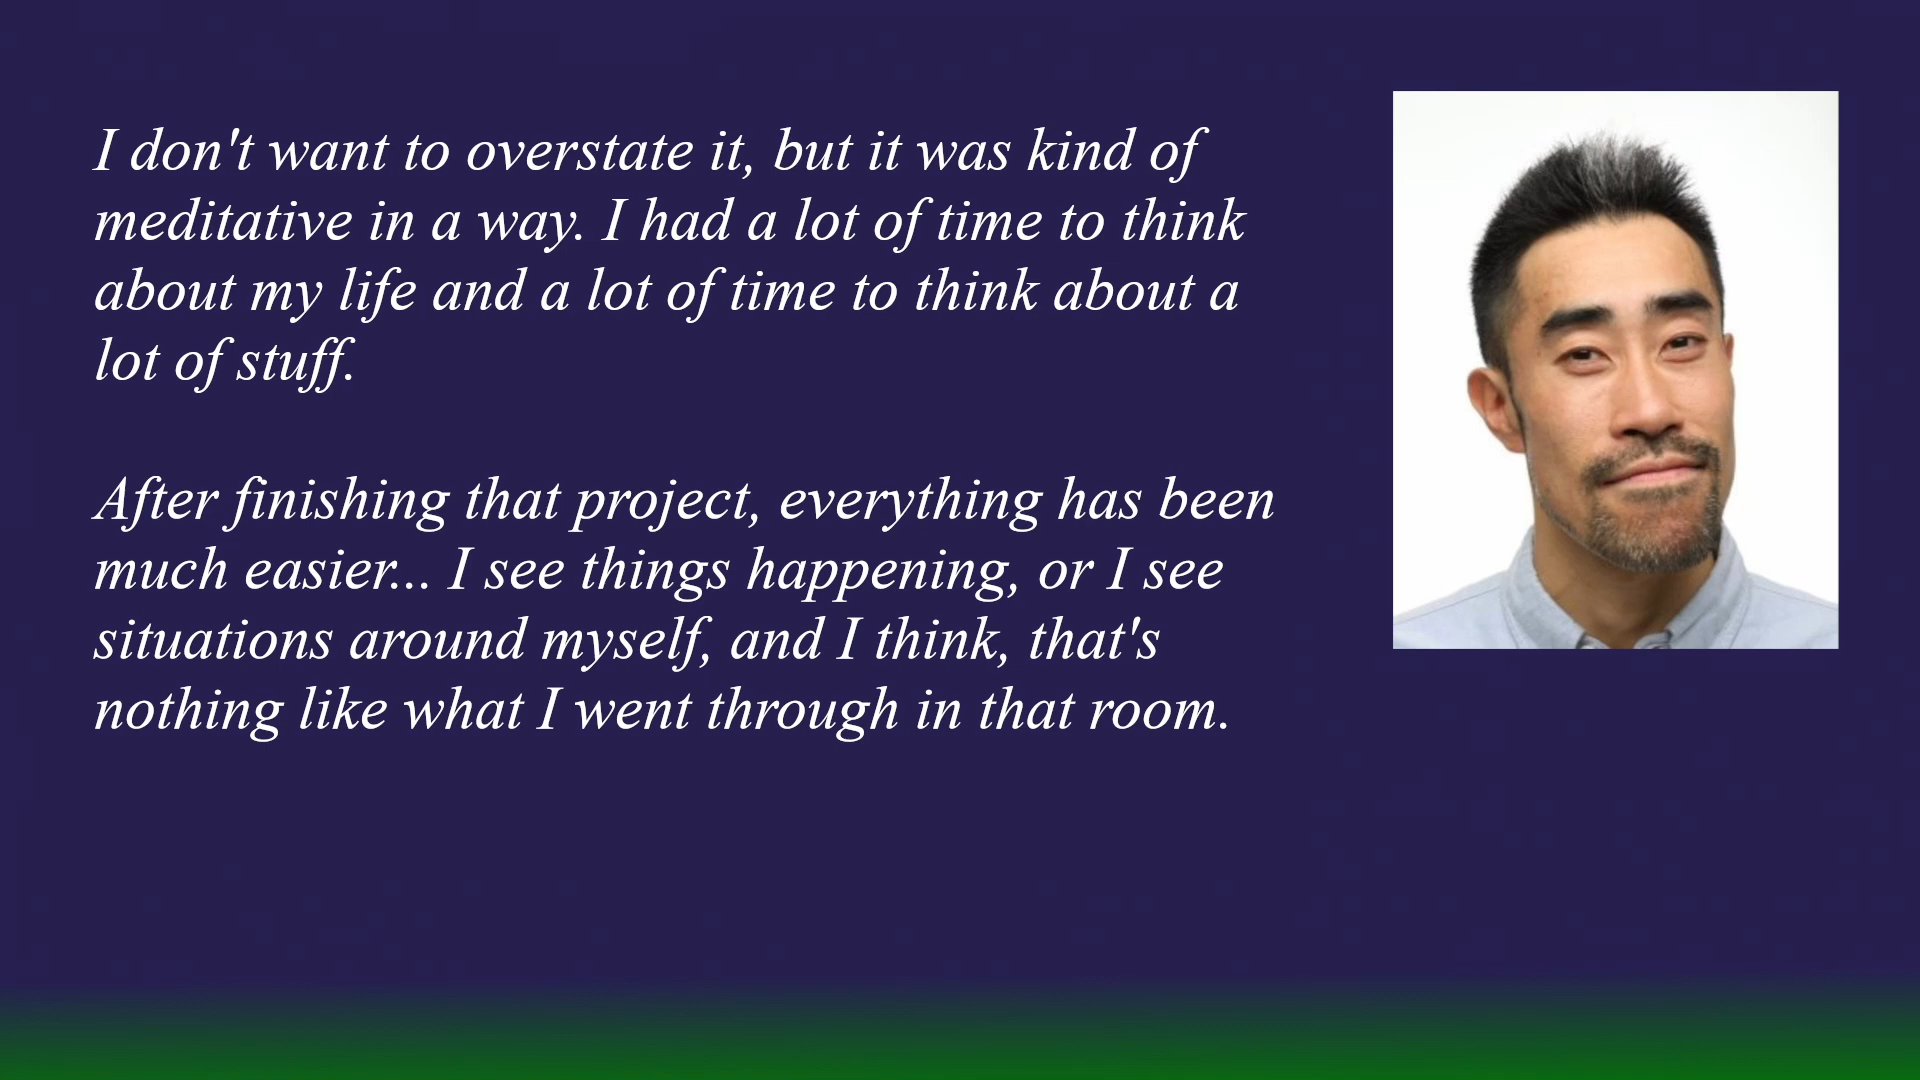 I don't want to overstate it, but it was kind of
meditative in a way. I had a lot of time to think
about my life and a lot of time to think about a
lot of stuff.
After finishing that project, everything has been
much easier... I see things happening, or I see
situations around myself, and I think, that's
nothing like what I went through in that room.